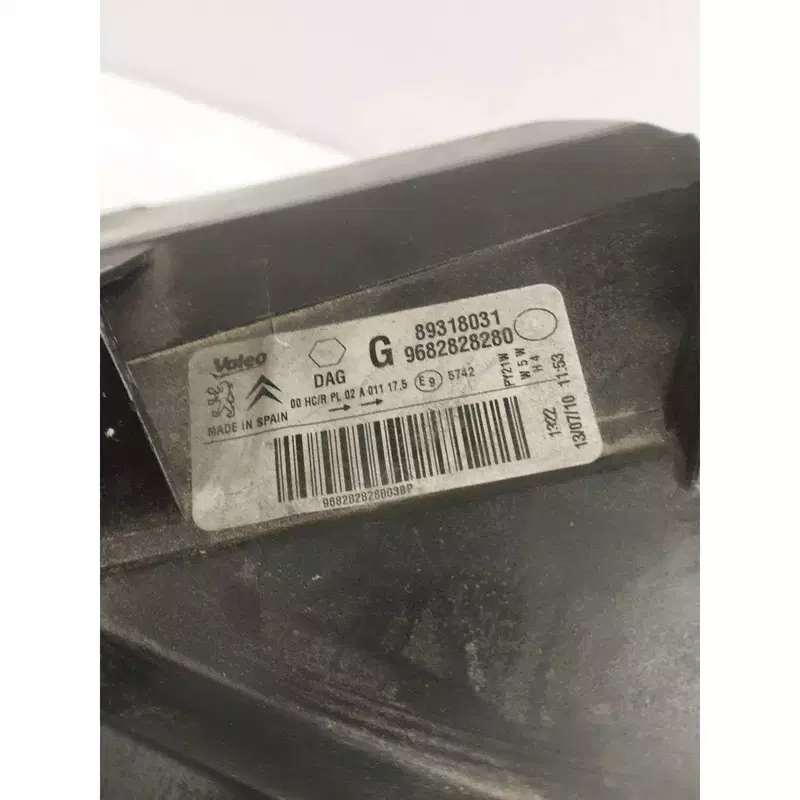 Valeo
DAG
G
89318031
9682828280
00 HC/R PL 02 A 011 17,5 E9 5742
MADE IN SPAIN
PY21W
W5W
H4
1322
13/07/10 11:53